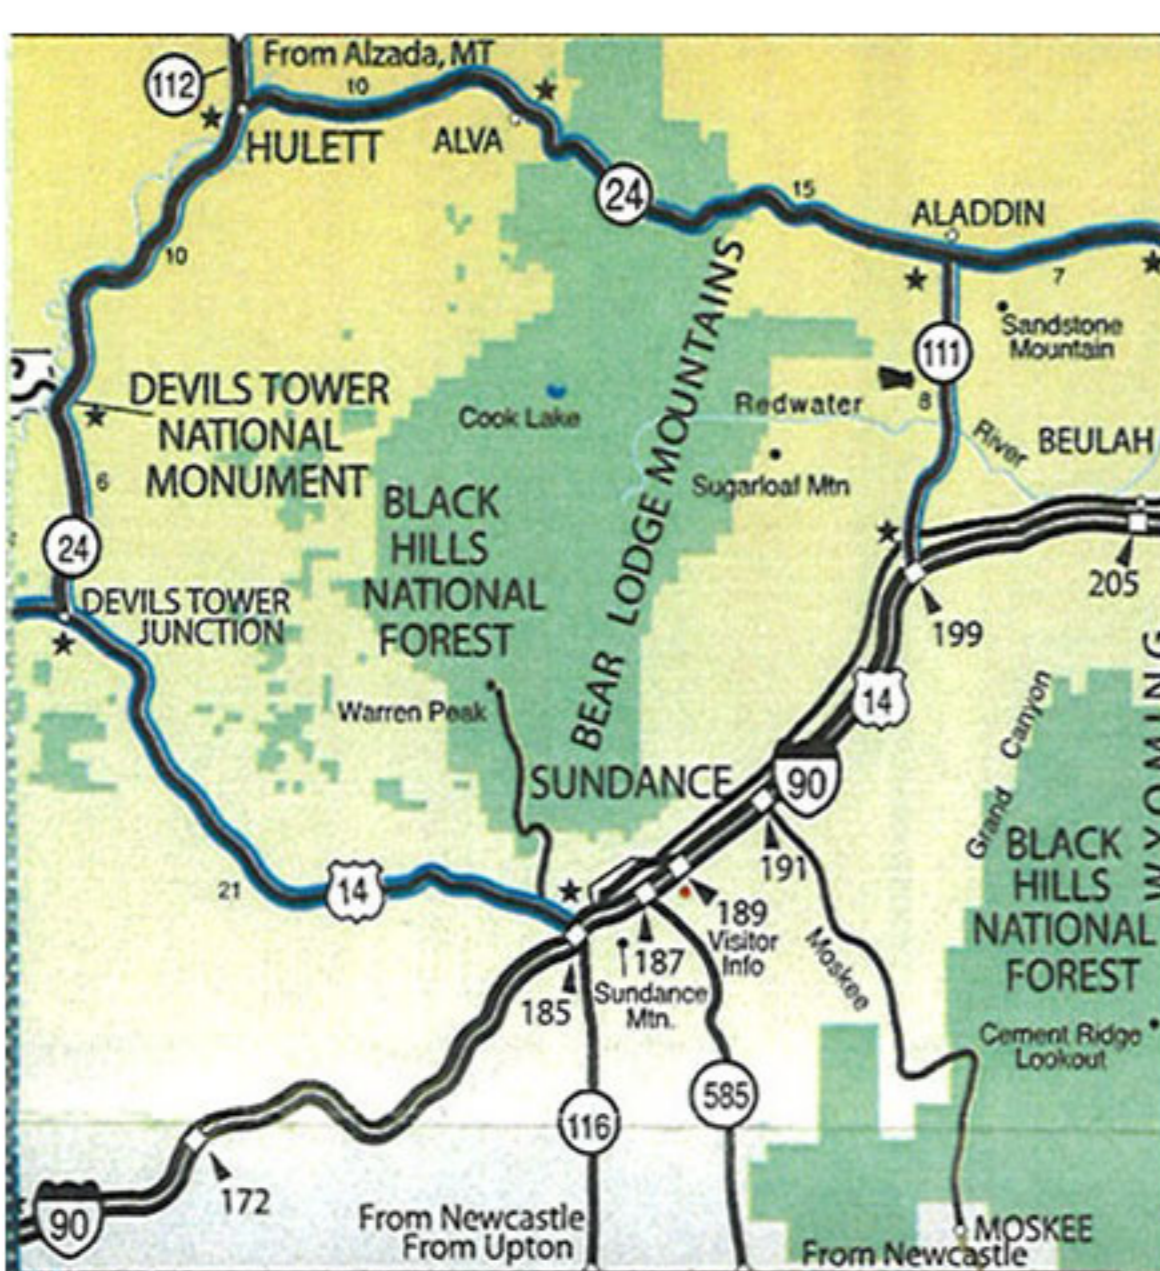 From Alzada, MT
112
10
HULETT
ALVA
24
15
ALADDIN
7
10
Sandstone
Mountain
111
8
DEVILS TOWER
NATIONAL
MONUMENT
Cook Lake
Redwater
River
BEULAH
Sugarloaf Mtn
6
24
BLACK
HILLS
NATIONAL
FOREST
BEAR LODGE MOUNTAINS
DEVILS TOWER
JUNCTION
205
199
14
Warren Peak
SUNDANCE
90
Grand Canyon
WYOMING
BLACK
HILLS
NATIONAL
FOREST
191
21
14
189
Visitor
Info
187
Sundance
Mtn.
185
Moskee
Cement Ridge
Lookout
585
116
172
90
From Newcastle
From Upton
MOSKEE
From Newcastle